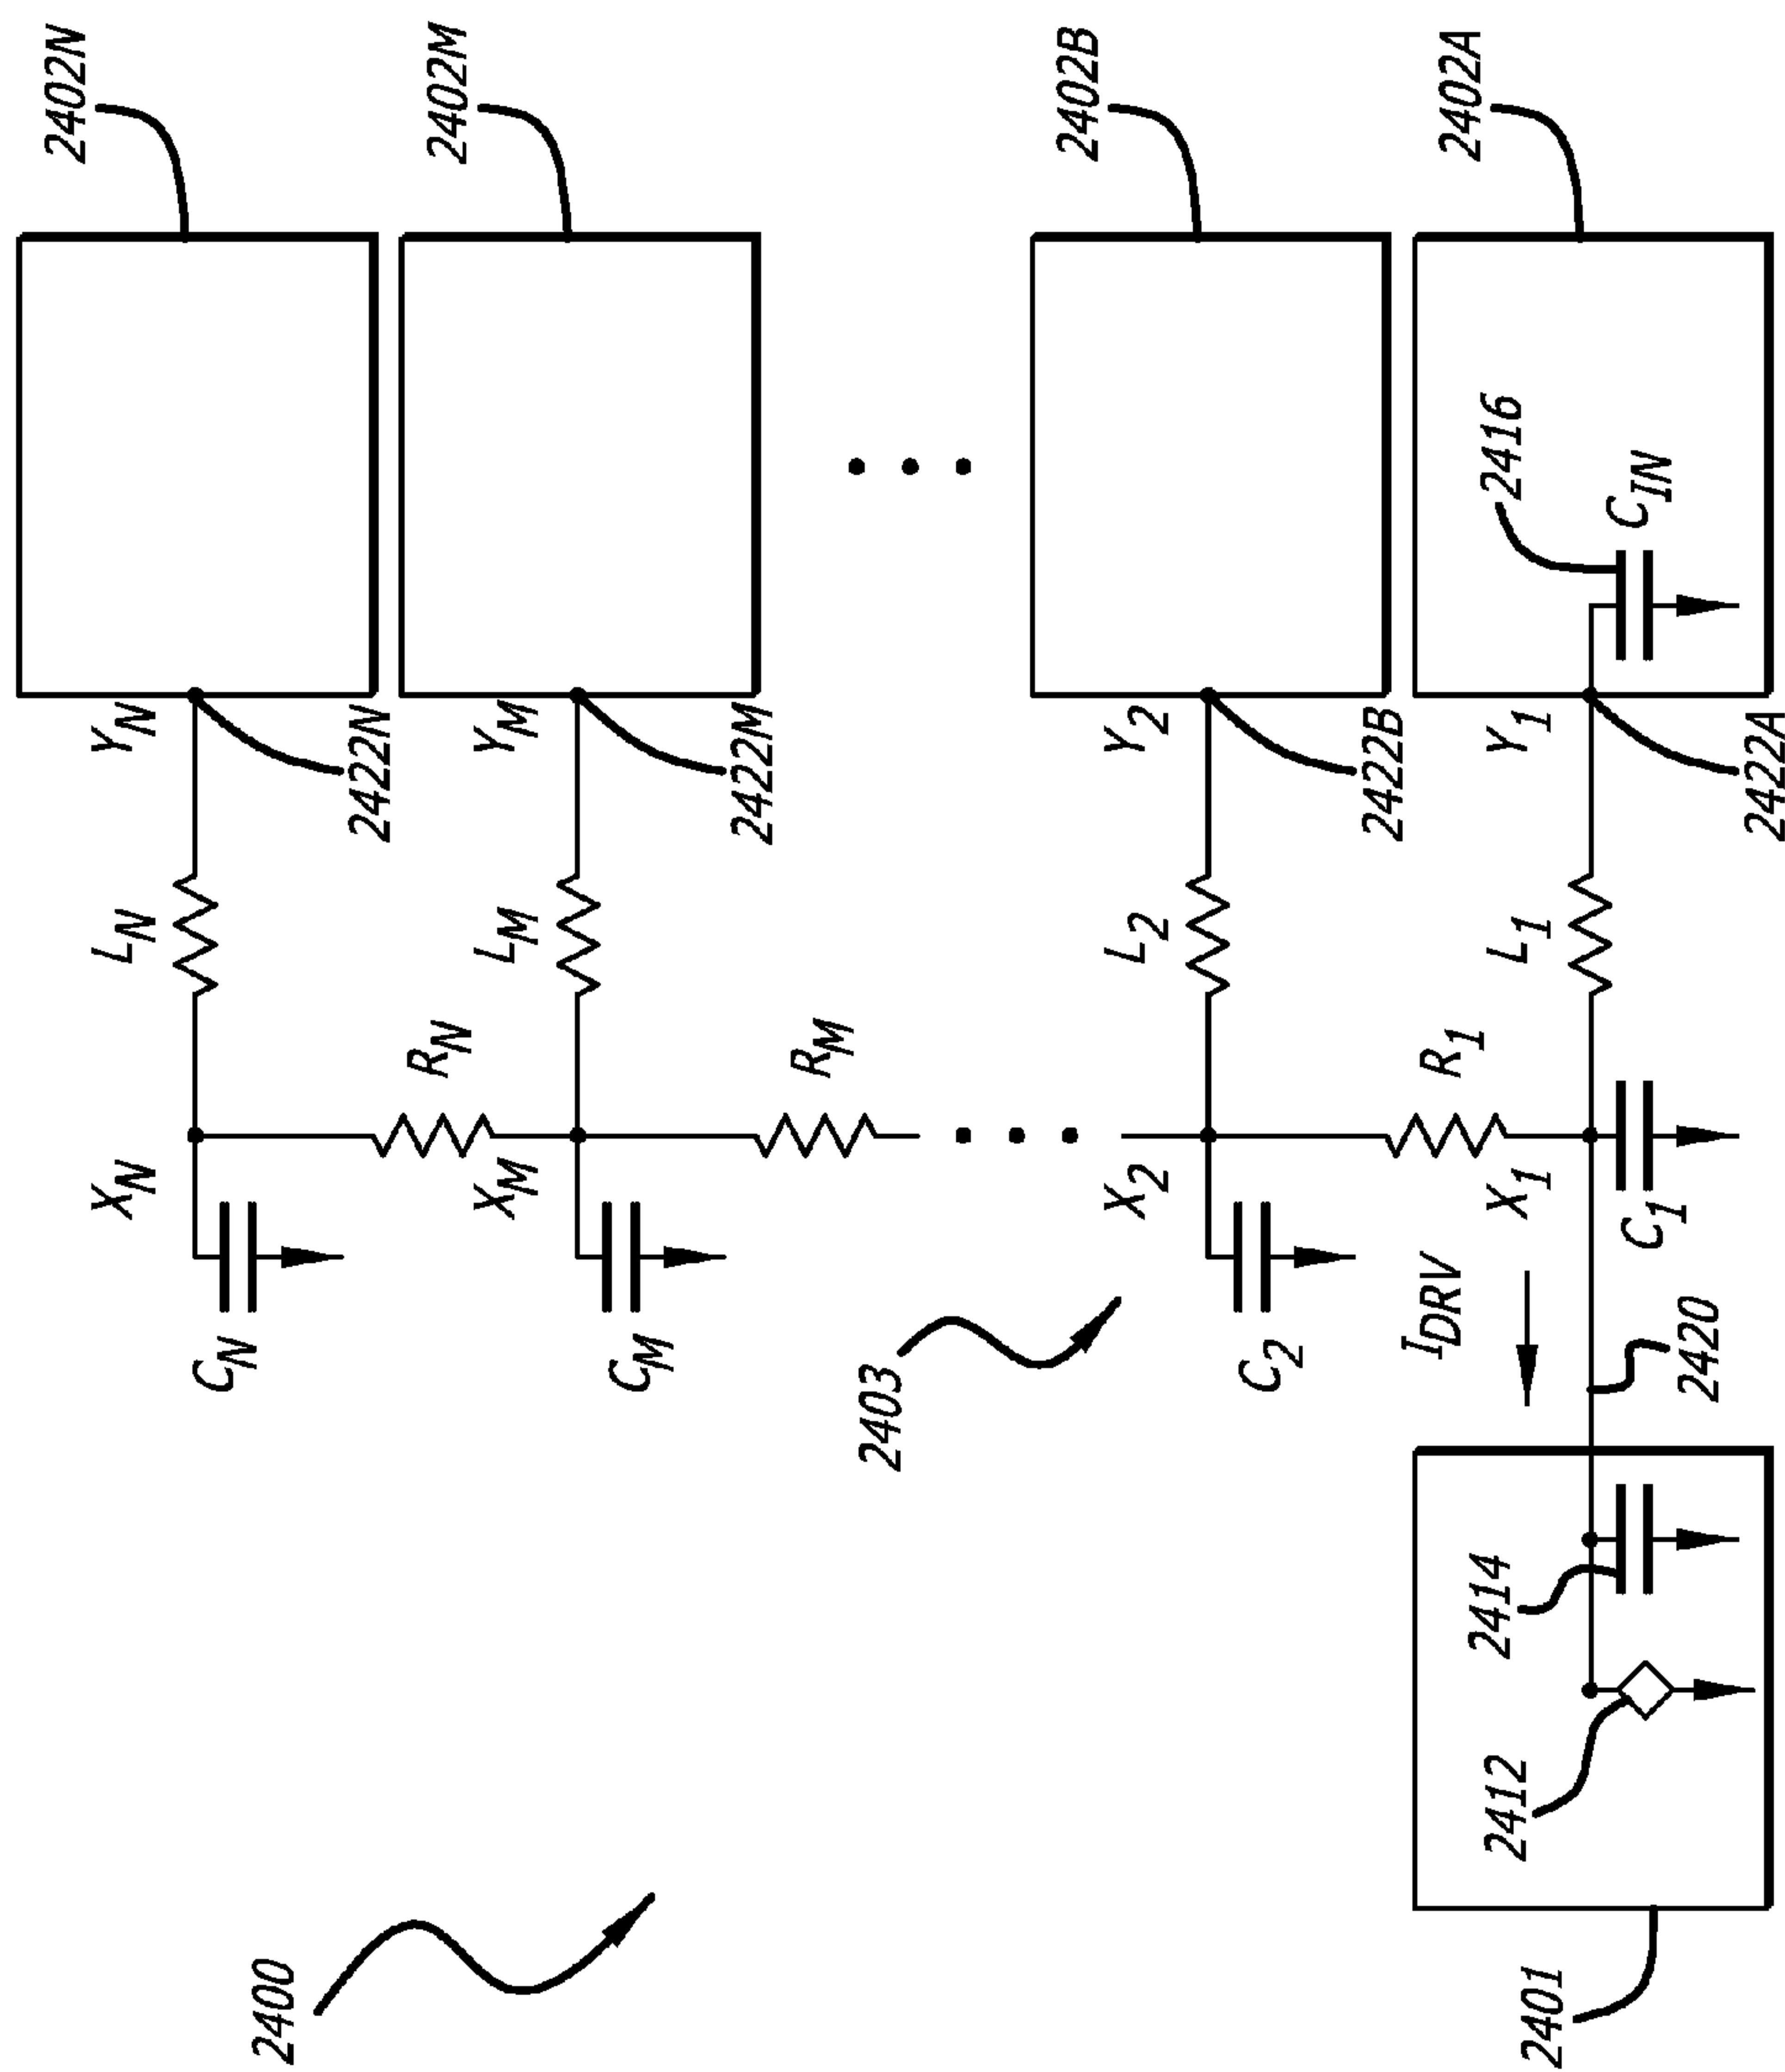 2402N
2402M
2402B
2402A
2416
C_IN
Y_N
Y_M
Y_2
Y_1
2422N
2422M
2422B
2422A
L_N
L_M
L_2
L_1
R_N
R_M
R_1
X_N
X_M
X_2
X_1
C_N
C_M
C_2
C_1
2403
I_DRV
2420
2414
2412
2400
2401